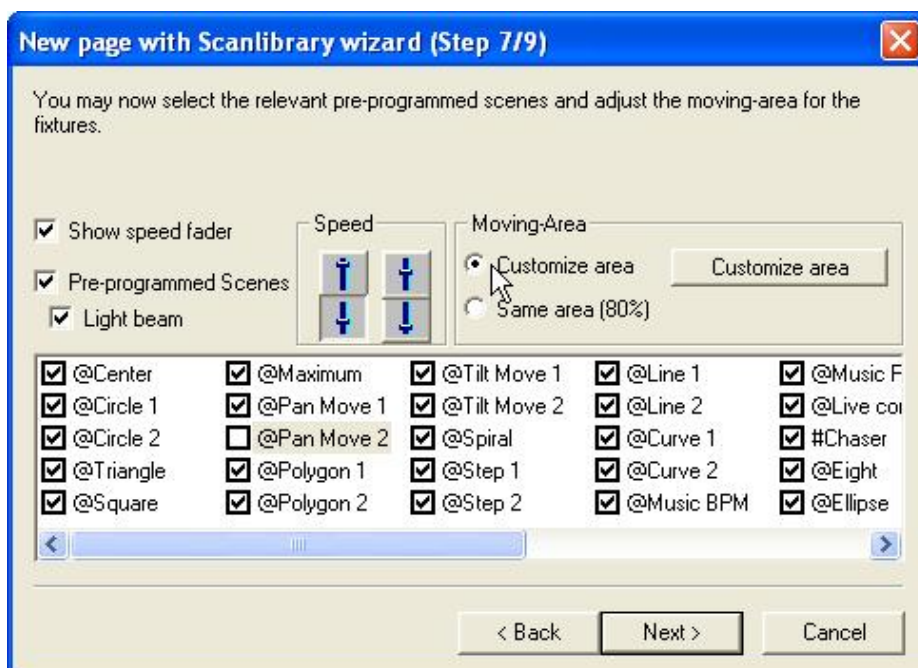 New page with Scanlibrary wizard (Step 7/9)
You may now select the relevant pre-programmed scenes and adjust the moving-area for the
fixtures.
Show speed fader
Pre-programmed Scenes
Light beam
Speed
Moving-Area
Customize area
Customize area
Same area (80%)
@Center @Maximum @Tilt Move 1 @Line 1 @Music F
@Circle 1 @Pan Move 1 @Tilt Move 2 @Line 2 @Live co
@Circle 2 @Pan Move 2 @Spiral @Curve 1 #Chaser
@Triangle @Polygon 1 @Step 1 @Curve 2 @Eight
@Square @Polygon 2 @Step 2 @Music BPM @Ellipse
< Back Next > Cancel